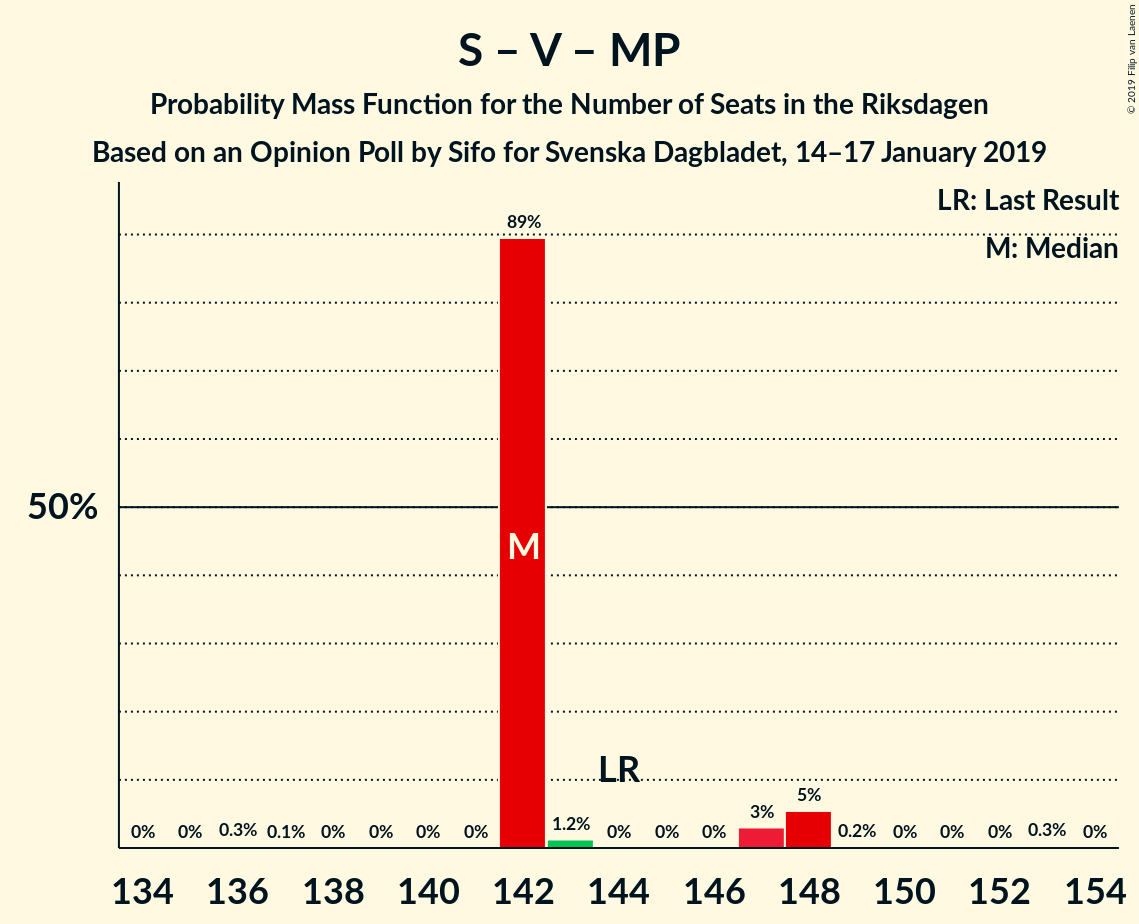 S – V – MP
Probability Mass Function for the Number of Seats in the Riksdagen
Based on an Opinion Poll by Sifo for Svenska Dagbladet, 14–17 January 2019
© 2019 Filip van Laenen
LR: Last Result
M: Median
89%
50%
M
LR
0% 0% 0.3% 0.1% 0% 0% 0% 0% 1.2% 0% 0% 0% 3% 5% 0.2% 0% 0% 0% 0.3% 0%
134 136 138 140 142 144 146 148 150 152 154